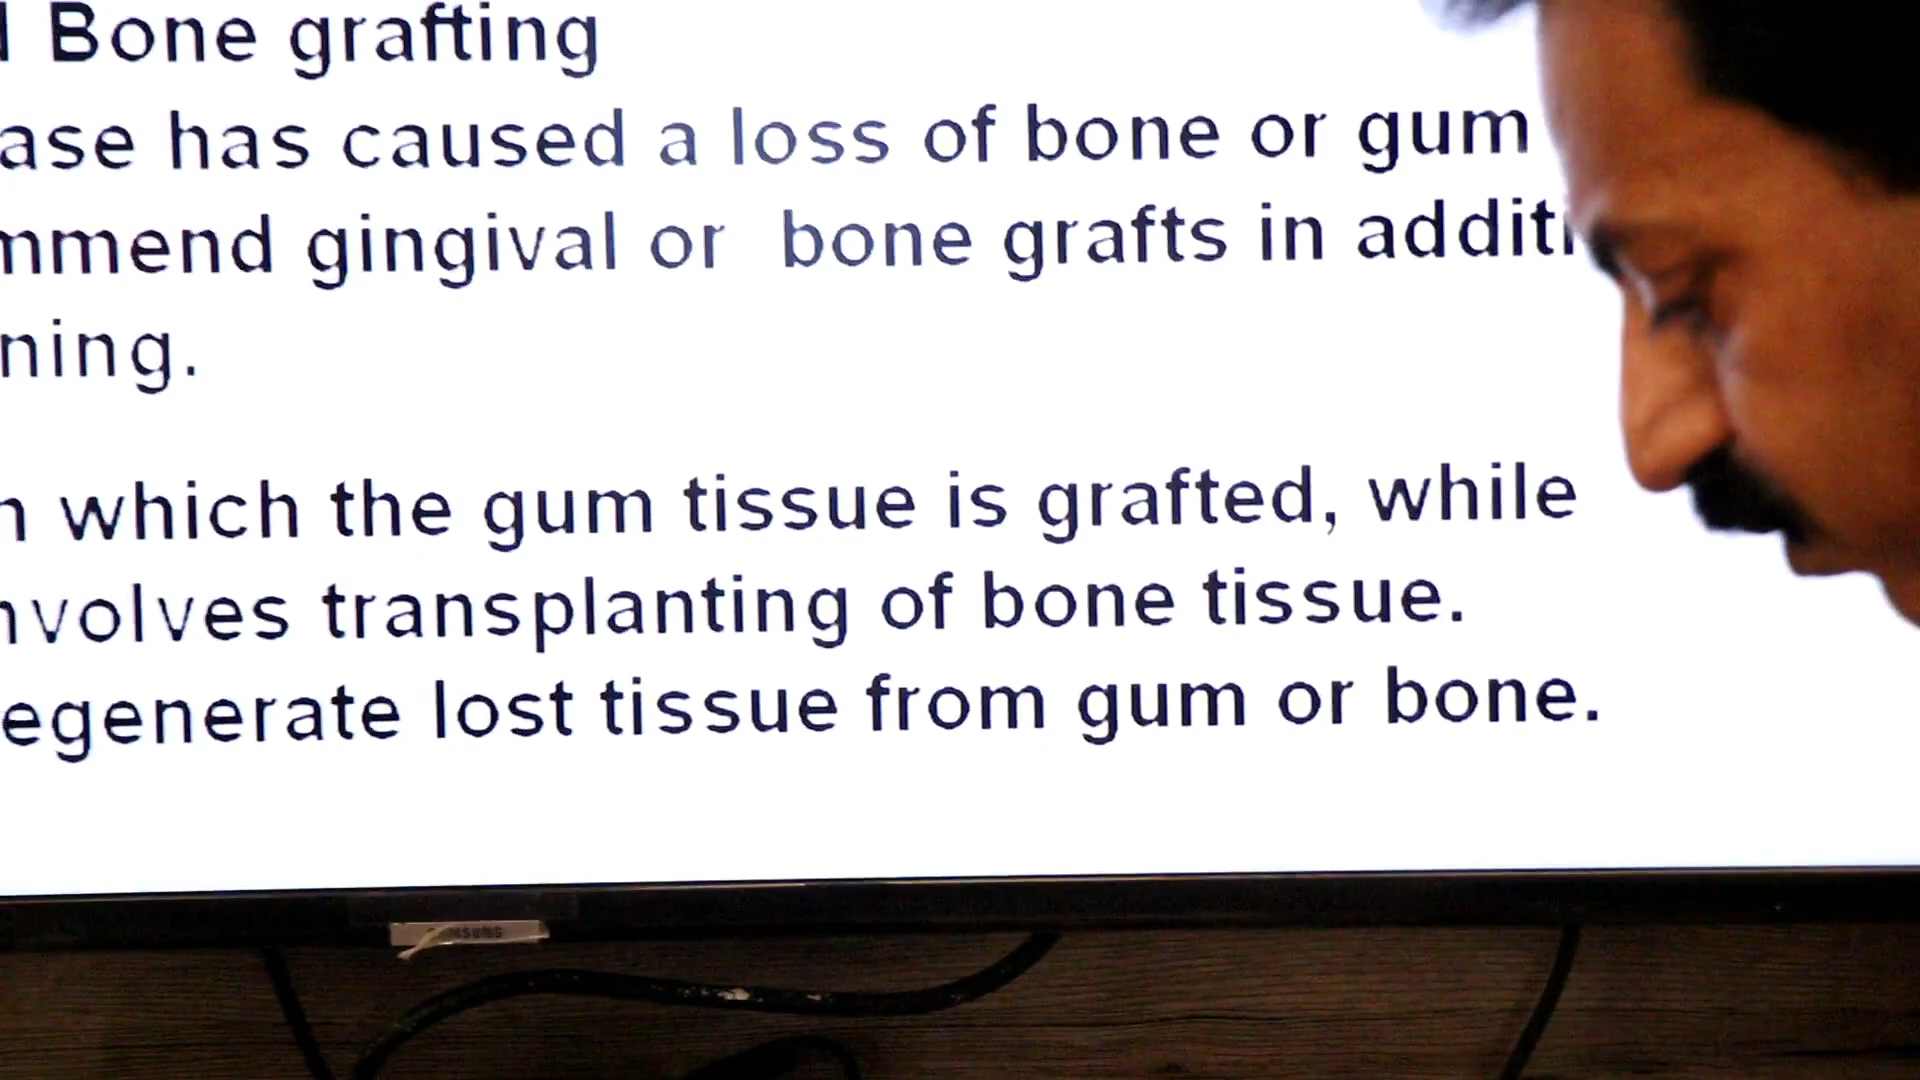 Bone grafting
ase has caused a loss of bone or gum
mmend gingival or bone grafts in additi
ning.
n which the gum tissue is grafted, while
nvolves transplanting of bone tissue.
egenerate lost tissue from gum or bone.
SAMSUNG